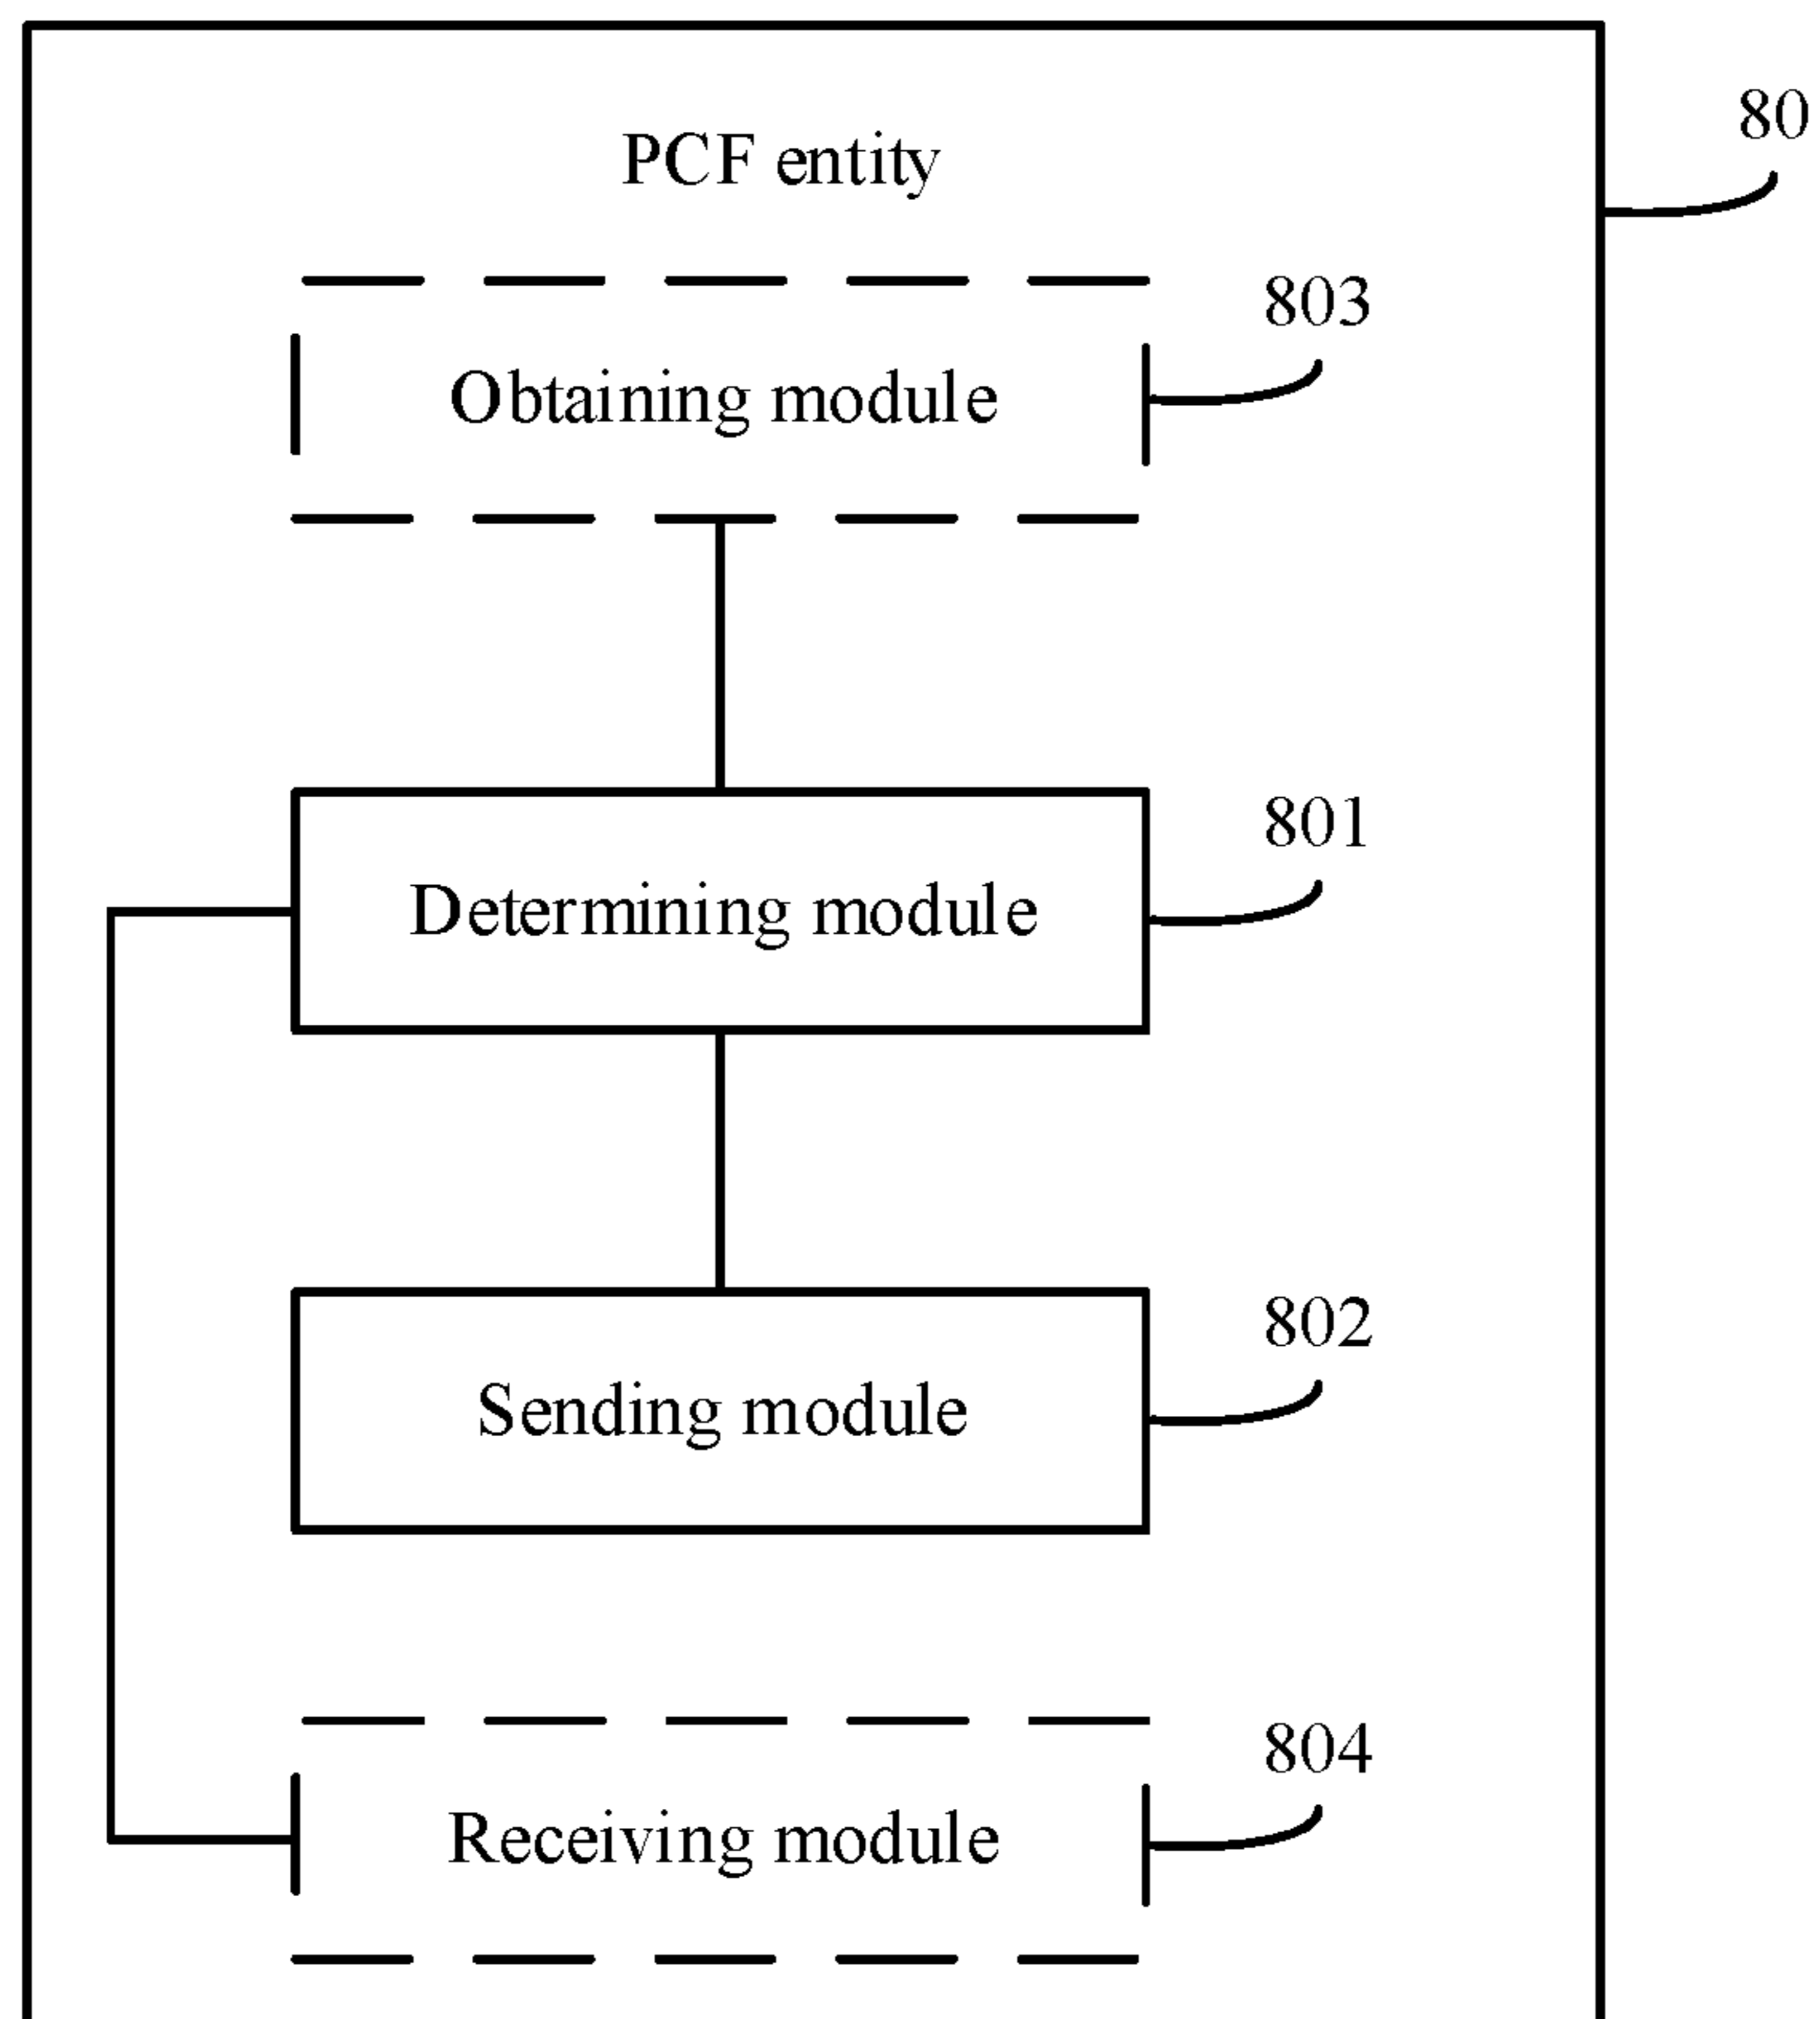 PCF entity
80
803
Obtaining module
801
Determining module
802
Sending module
804
Receiving module